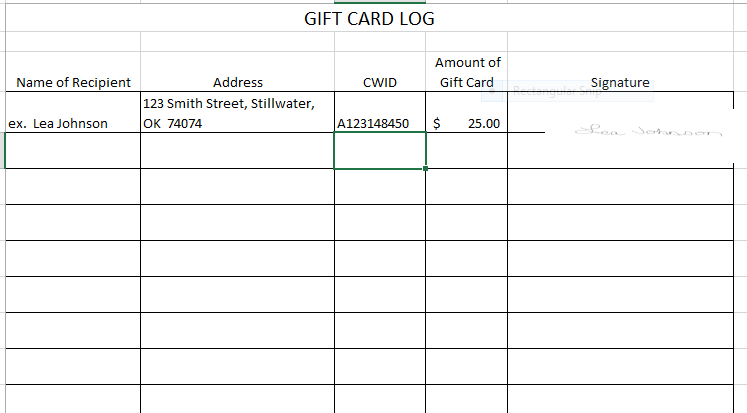 GIFT CARD LOG
Amount of
Name of Recipient Address CWID Gift Card Signature
Rectangular Snip
123 Smith Street, Stillwater,
ex. Lea Johnson OK 74074 A123148450 $ 25.00 Lea Johnson